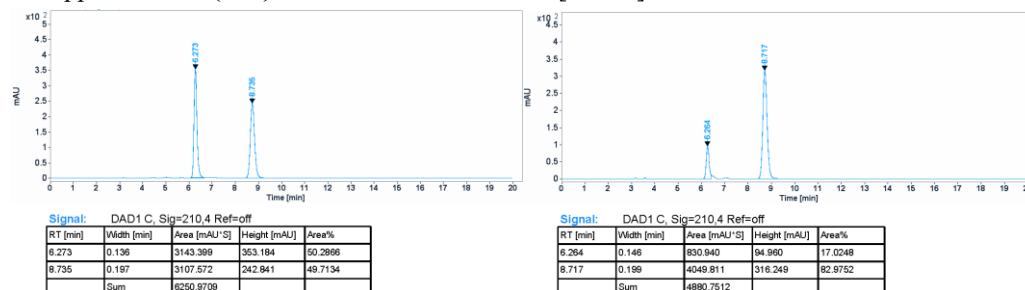 x10 2
4.5
4
3.5
3
2.5
2
1.5
1
0.5
0
mAU
6.273
8.735
0 1 2 3 4 5 6 7 8 9 10 11 12 13 14 15 16 17 18 19 20
Time [min]
Signal: DAD1 C, Sig=210,4 Ref=off
RT [min] Width [min] Area [mAU*S] Height [mAU] Area%
6.273 0.136 3143.399 353.184 50.2866
8.735 0.197 3107.572 242.841 49.7134
Sum 6250.9709
x10 2
4.5
4
3.5
3
2.5
2
1.5
1
0.5
0
mAU
6.264
8.717
0 1 2 3 4 5 6 7 8 9 10 11 12 13 14 15 16 17 18 19 20
Time [min]
Signal: DAD1 C, Sig=210,4 Ref=off
RT [min] Width [min] Area [mAU*S] Height [mAU] Area%
6.264 0.146 830.940 94.960 17.0248
8.717 0.199 4049.811 316.249 82.9752
Sum 4880.7512